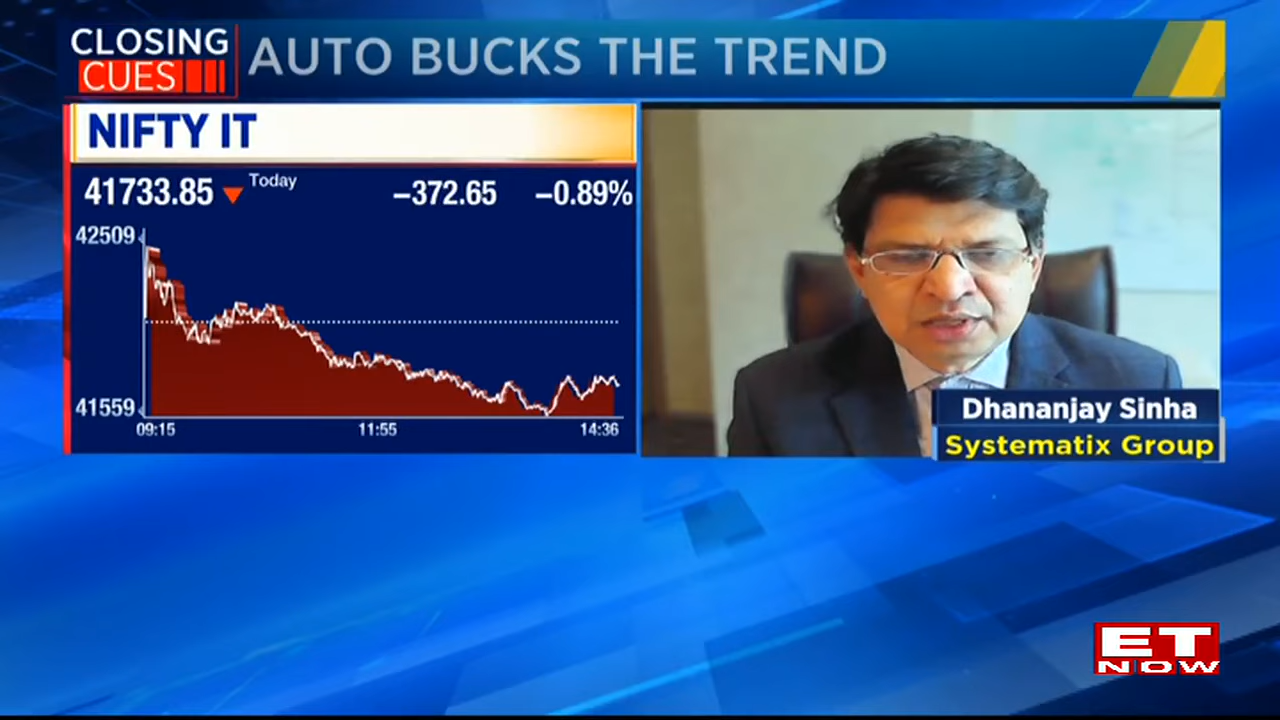 CLOSING
CUES
AUTO BUCKS THE TREND
NIFTY IT
41733.85 ▼ Today −372.65 −0.89%
42509
41559
09:15 11:55 14:36
Dhananjay Sinha
Systematix Group
ET
NOW